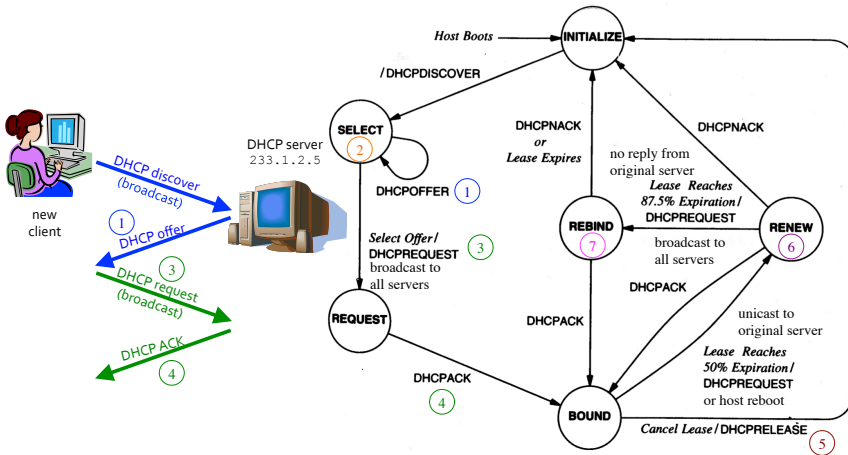 Host Boots
INITIALIZE
/DHCPDISCOVER
SELECT
2
DHCPOFFER
1
DHCP server
233.1.2.5
new
client
DHCP discover
(broadcast)
1
DHCP offer
3
DHCP request
(broadcast)
DHCP ACK
4
Select Offer/
DHCPREQUEST
3
broadcast to
all servers
REQUEST
DHCPACK
4
DHCPNACK
or
Lease Expires
DHCPNACK
no reply from
original server
Lease Reaches
87.5% Expiration/
DHCPREQUEST
broadcast to
all servers
REBIND
7
RENEW
6
DHCPACK
DHCPACK
unicast to
original server
Lease Reaches
50% Expiration/
DHCPREQUEST
or host reboot
BOUND
Cancel Lease/DHCPRELEASE
5